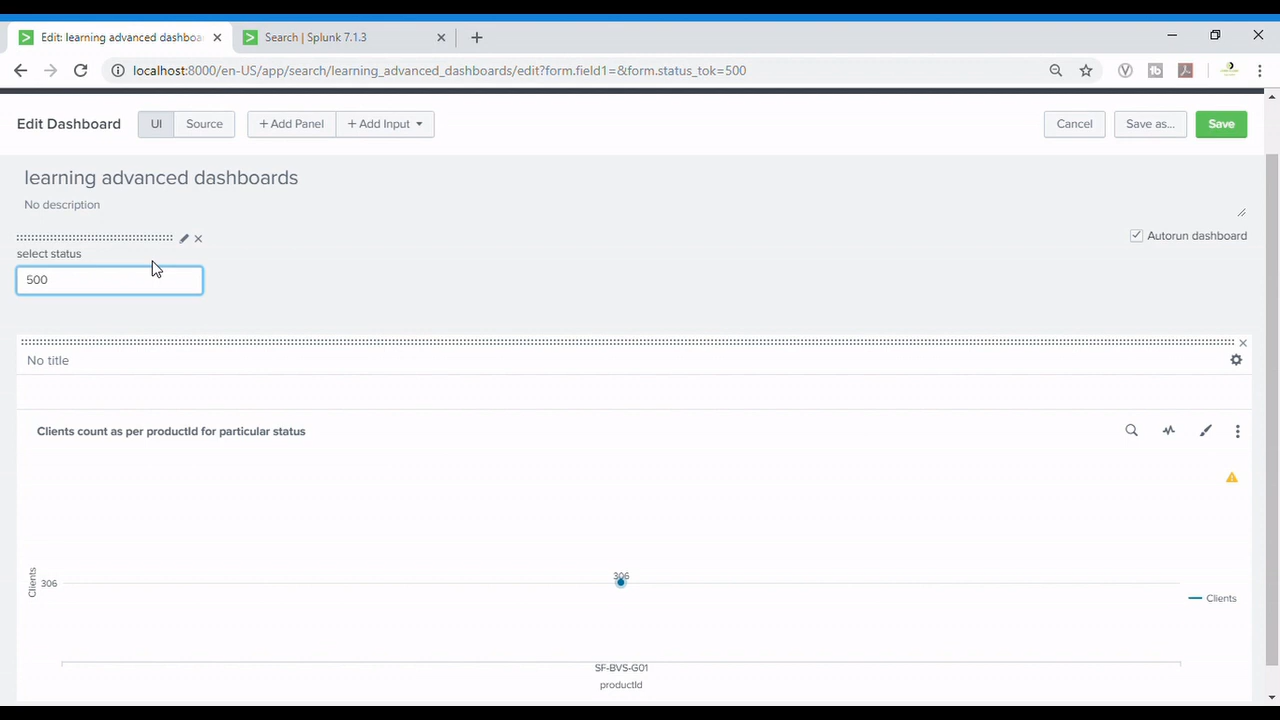 Edit: learning advanced dashboa
Search | Splunk 7.1.3
localhost:8000/en-US/app/search/learning_advanced_dashboards/edit?form.field1=&form.status_tok=500
Edit Dashboard
UI
Source
+ Add Panel
+ Add Input
Cancel
Save as...
Save
learning advanced dashboards
No description
Autorun dashboard
select status
500
No title
Clients count as per productId for particular status
306
Clients
306
Clients
SF-BVS-G01
productId